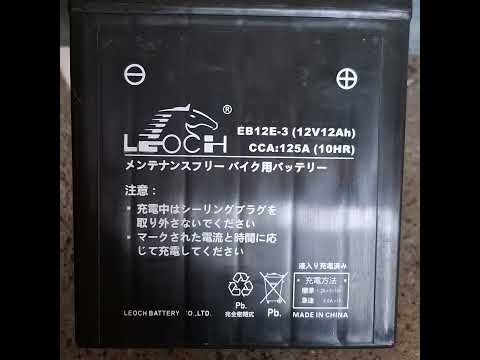 LEOCH ®
EB12E-3 (12V12Ah)
CCA:125A (10HR)
メンテナンスフリー バイク用バッテリー
注意：
* 充電中はシーリングプラグを
取り外さないでください
* マークされた電流と時間に応
じて充電してください
液入り充電済み
充電方法
標準：
急速：
Pb.
完全密閉式
Pb.
LEOCH BATTERY CO.,LTD.
MADE IN CHINA